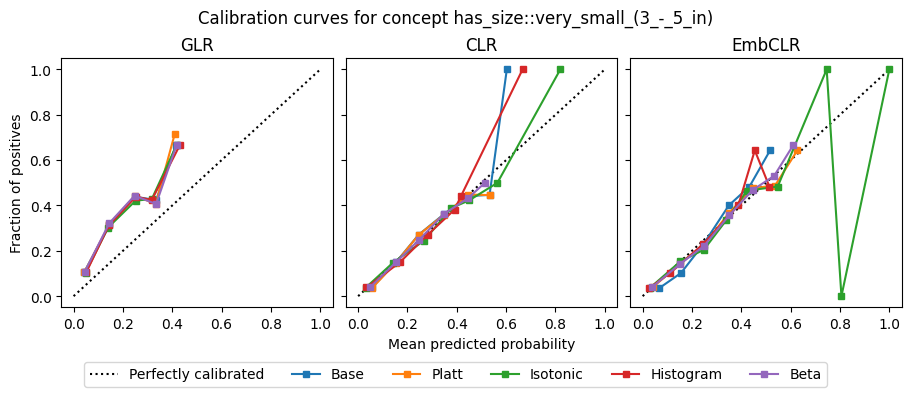 Calibration curves for concept has_size::very_small_(3_-_5_in)
GLR
CLR
EmbCLR
Fraction of positives
1.0
0.8
0.6
0.4
0.2
0.0
0.0 0.2 0.4 0.6 0.8 1.0
0.0 0.2 0.4 0.6 0.8 1.0
0.0 0.2 0.4 0.6 0.8 1.0
Mean predicted probability
Perfectly calibrated Base Platt Isotonic Histogram Beta